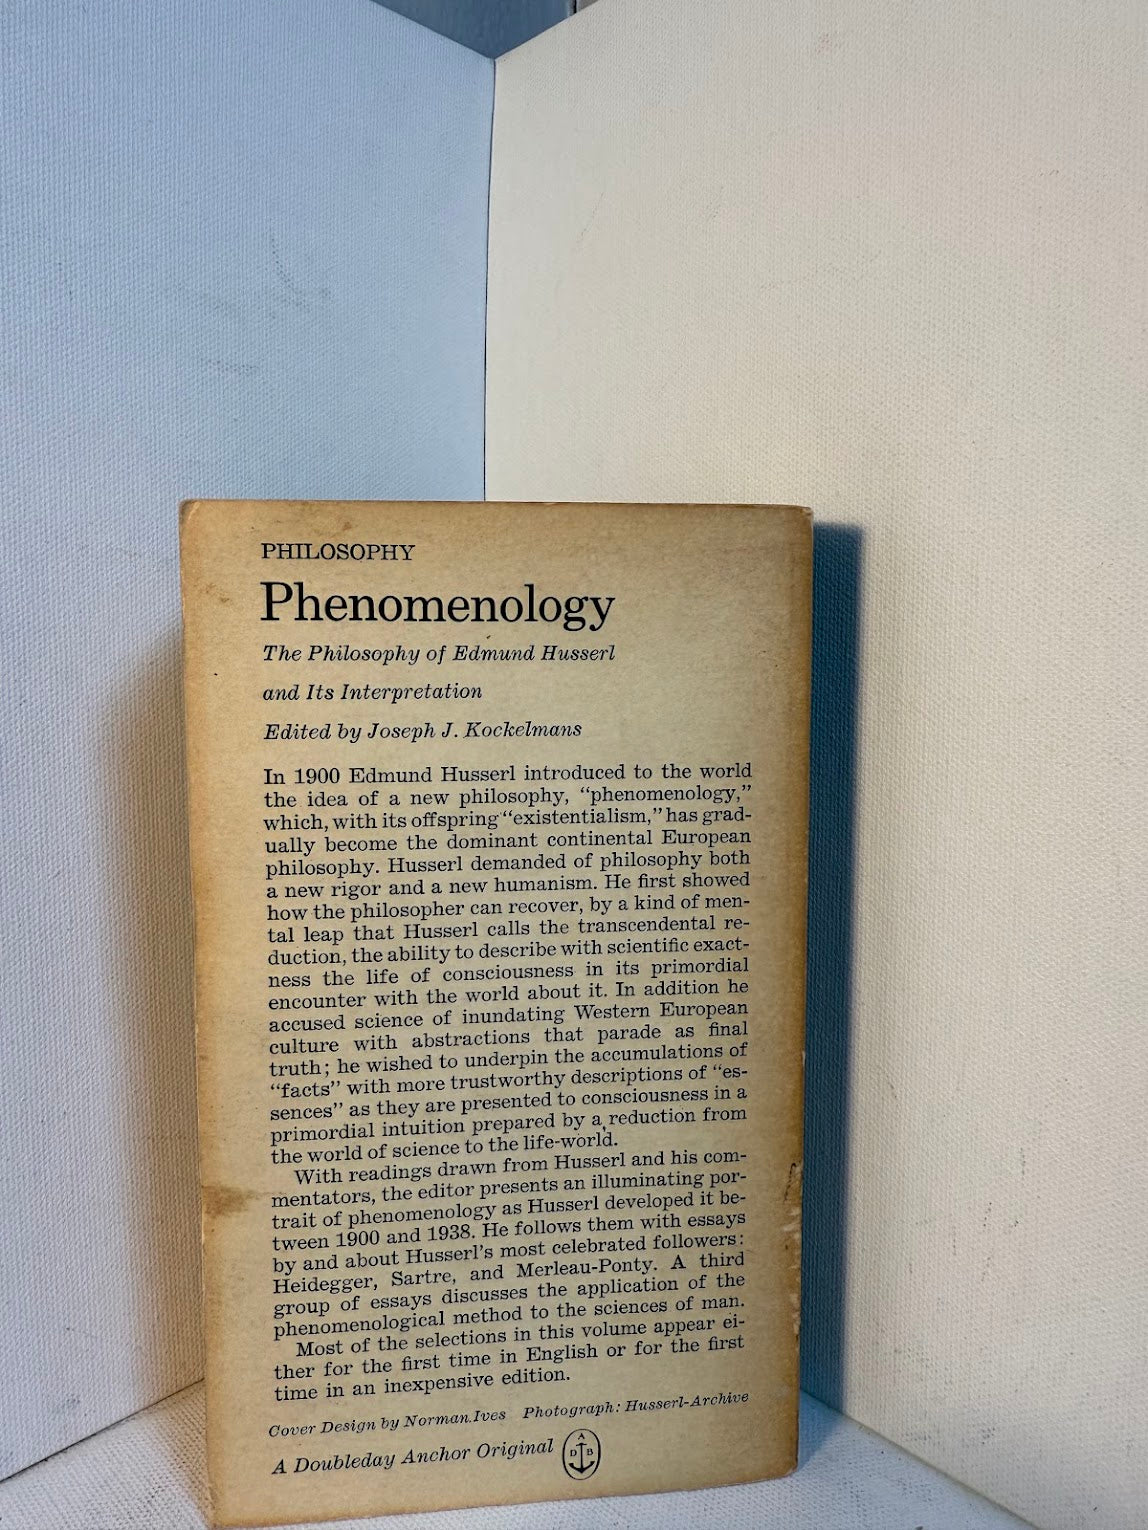 PHILOSOPHY
Phenomenology
The Philosophy of Edmund Husserl
and Its Interpretation
Edited by Joseph J. Kockelmans
In 1900 Edmund Husserl introduced to the world
the idea of a new philosophy, “phenomenology,”
which, with its offspring “existentialism,” has grad-
ually become the dominant continental European
philosophy. Husserl demanded of philosophy both
a new rigor and a new humanism. He first showed
how the philosopher can recover, by a kind of men-
tal leap that Husserl calls the transcendental re-
duction, the ability to describe with scientific exact-
ness the life of consciousness in its primordial
encounter with the world about it. In addition he
accused science of inundating Western European
culture with abstractions that parade as final
truth; he wished to underpin the accumulations of
“facts” with more trustworthy descriptions of “es-
sences” as they are presented to consciousness in a
primordial intuition prepared by a reduction from
the world of science to the life-world.
With readings drawn from Husserl and his com-
mentators, the editor presents an illuminating por-
trait of phenomenology as Husserl developed it be-
tween 1900 and 1938. He follows them with essays
by and about Husserl’s most celebrated followers:
Heidegger, Sartre, and Merleau-Ponty. A third
group of essays discusses the application of the
phenomenological method to the sciences of man.
Most of the selections in this volume appear ei-
ther for the first time in English or for the first
time in an inexpensive edition.
Cover Design by Norman Ives Photograph: Husserl-Archive
A Doubleday Anchor Original
A
D B